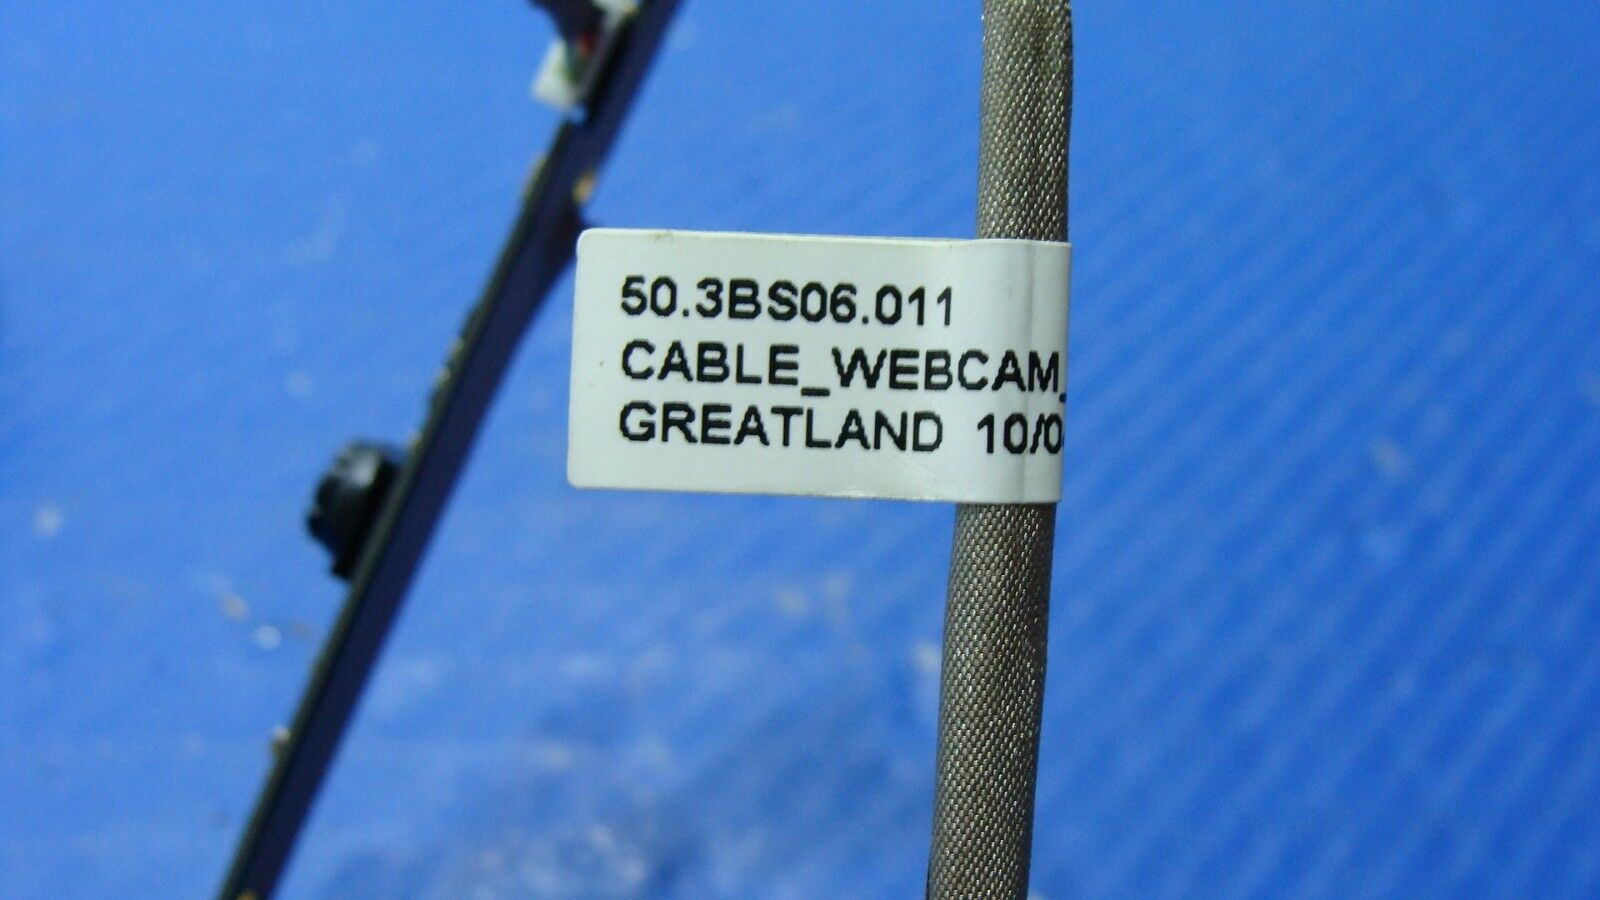 50.3BS06.011
CABLE_WEBCAM_
GREATLAND 10/0